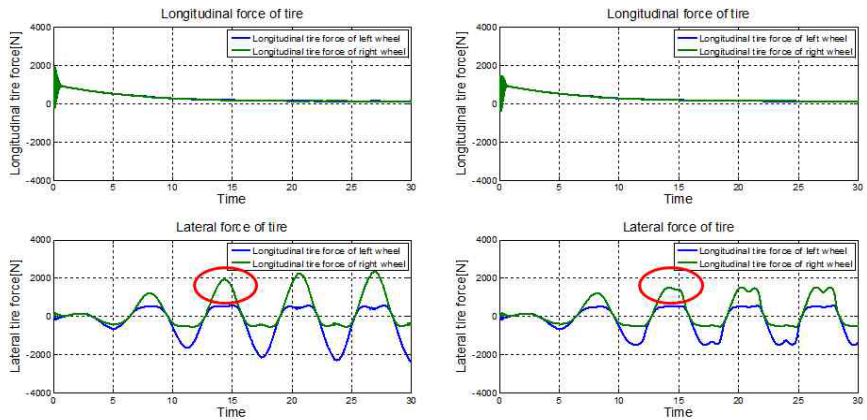 Longitudinal force of tire
Longitudinal tire force[N]
4000
2000
0
-2000
-4000
Longitudinal tire force of left wheel
Longitudinal tire force of right wheel
0 5 10 15 20 25 30
Time
Longitudinal force of tire
Longitudinal tire force[N]
4000
2000
0
-2000
-4000
Longitudinal tire force of left wheel
Longitudinal tire force of right wheel
0 5 10 15 20 25 30
Time
Lateral force of tire
Lateral tire force[N]
4000
2000
0
-2000
-4000
Longitudinal tire force of left wheel
Longitudinal tire force of right wheel
0 5 10 15 20 25 30
Time
Lateral force of tire
Lateral tire force[N]
4000
2000
0
-2000
-4000
Longitudinal tire force of left wheel
Longitudinal tire force of right wheel
0 5 10 15 20 25 30
Time